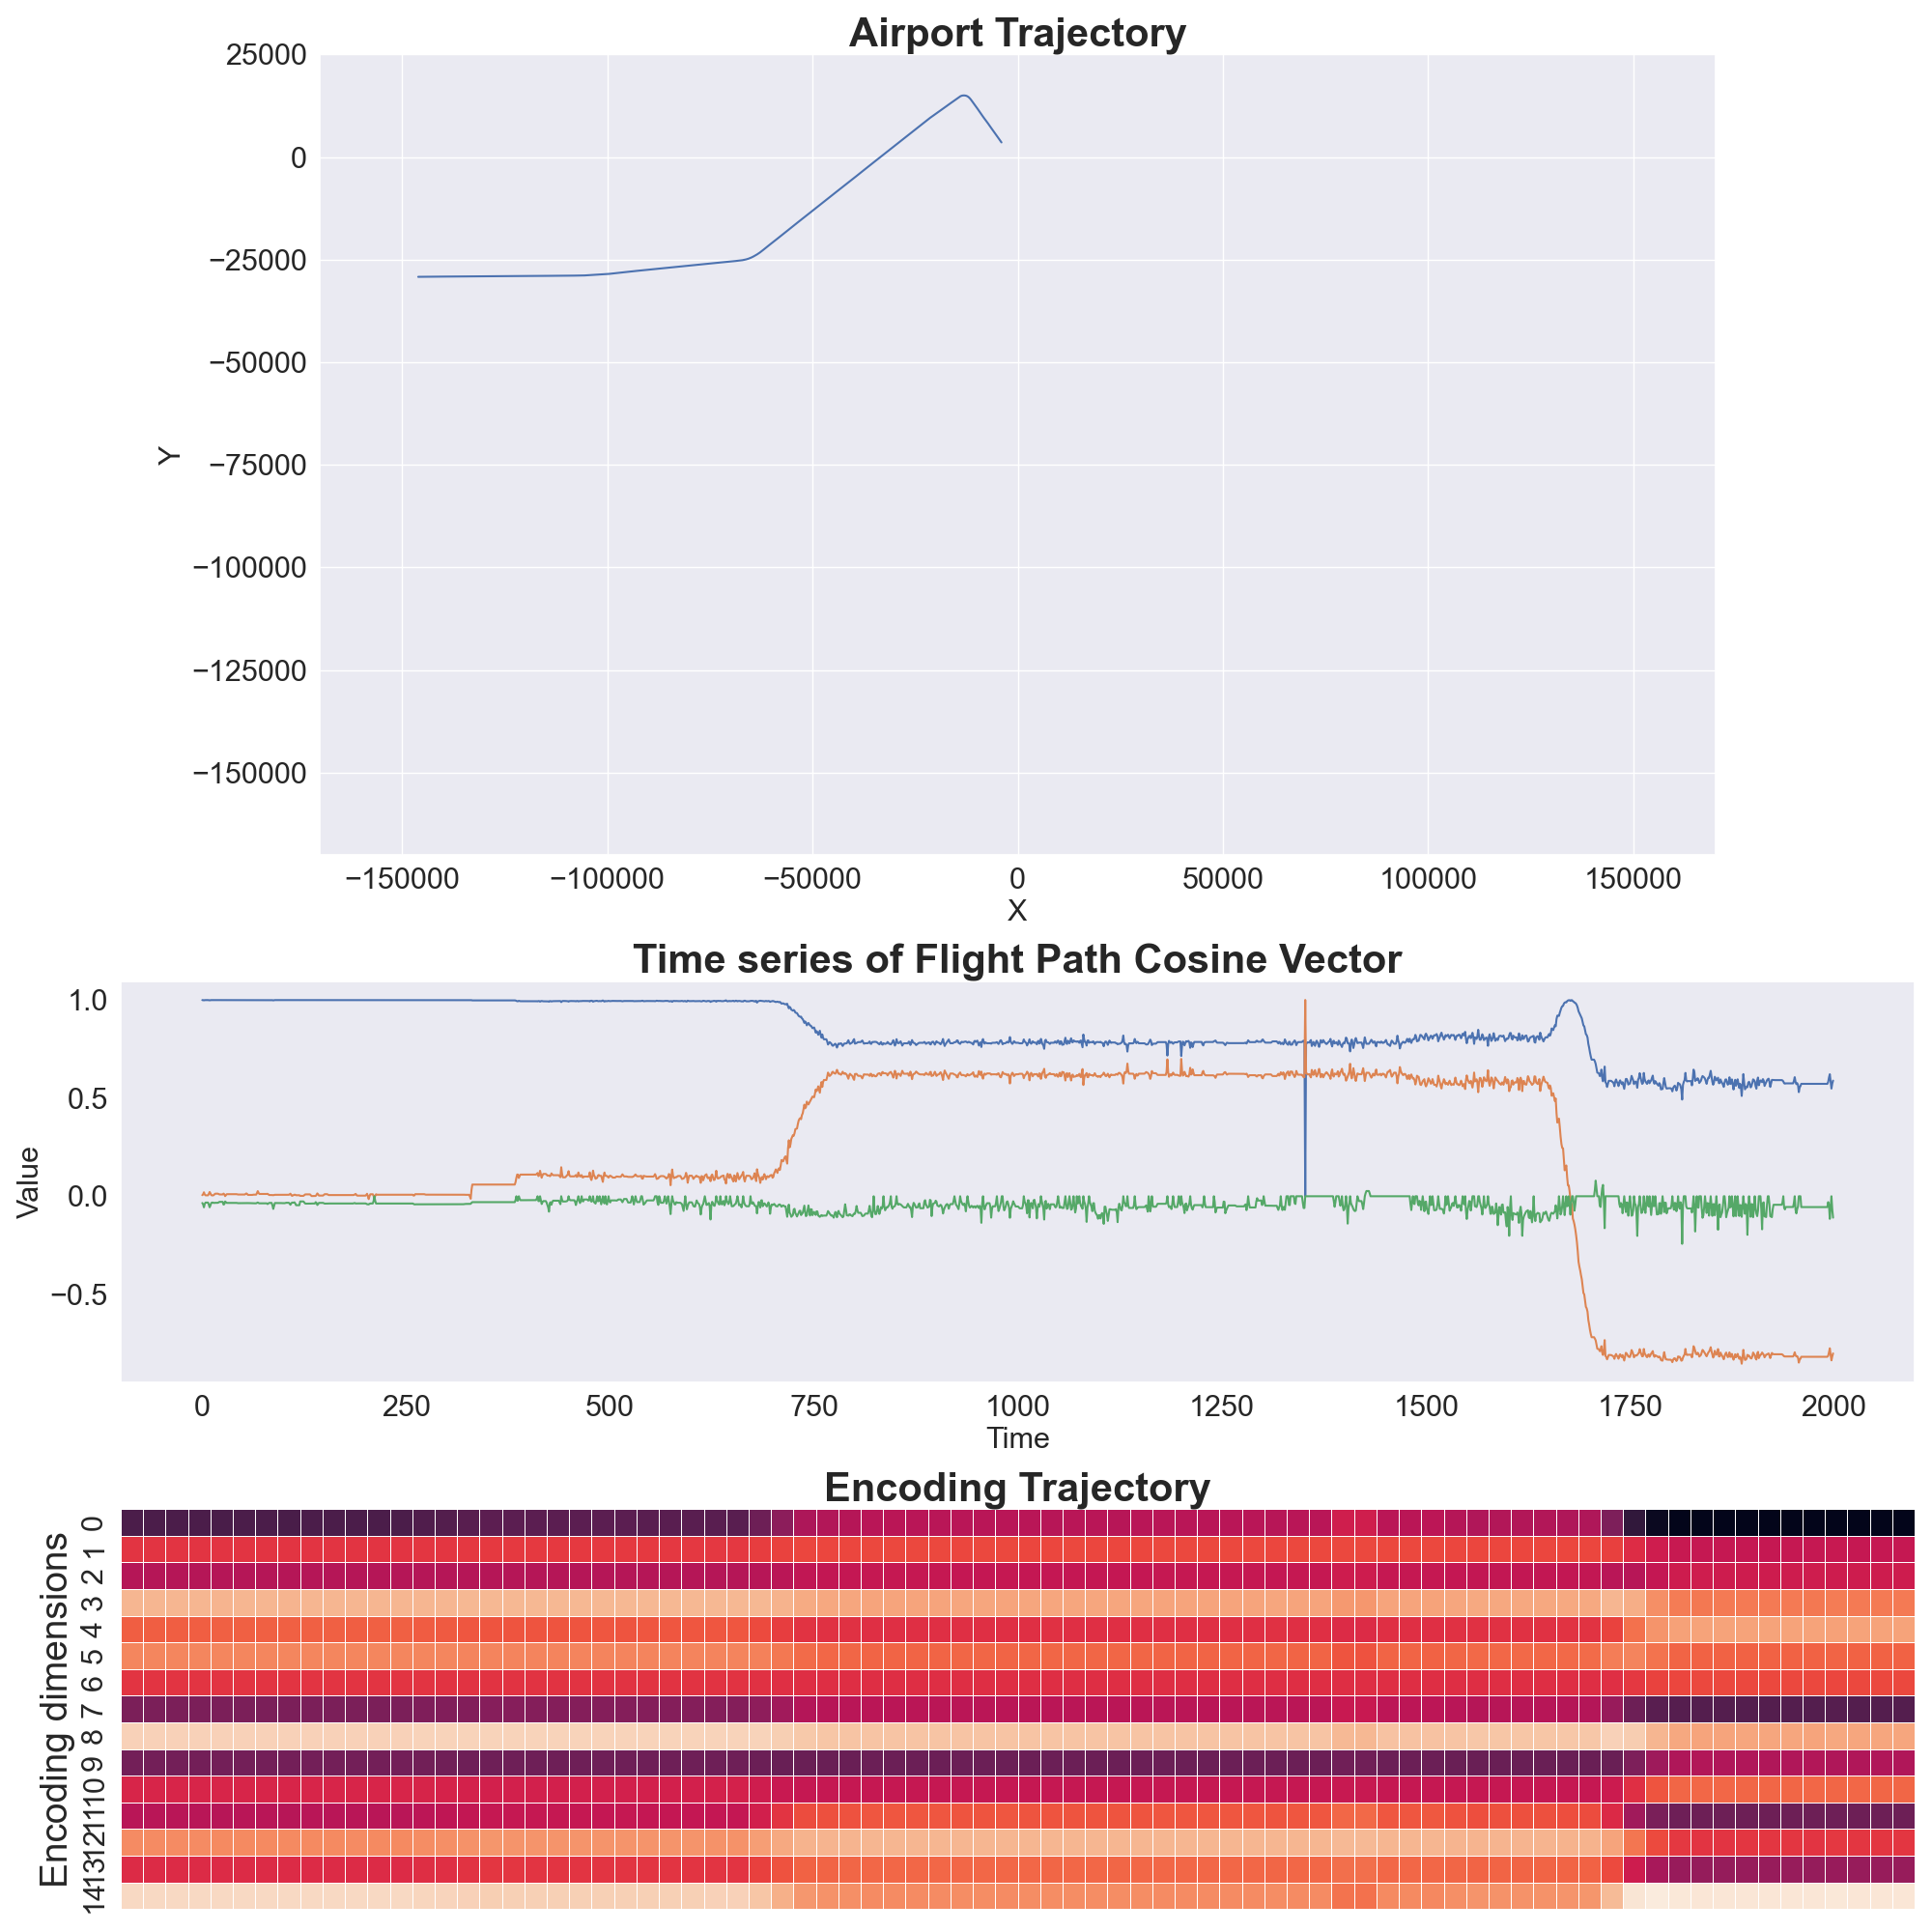 Airport Trajectory
25000
0
−25000
−50000
−75000
−100000
−125000
−150000
Y
−150000 −100000 −50000 0 50000 100000 150000
X
Time series of Flight Path Cosine Vector
1.0
0.5
0.0
−0.5
Value
0 250 500 750 1000 1250 1500 1750 2000
Time
Encoding Trajectory
Encoding dimensions
0
1
2
3
4
5
6
7
8
9
10
11
12
13
14